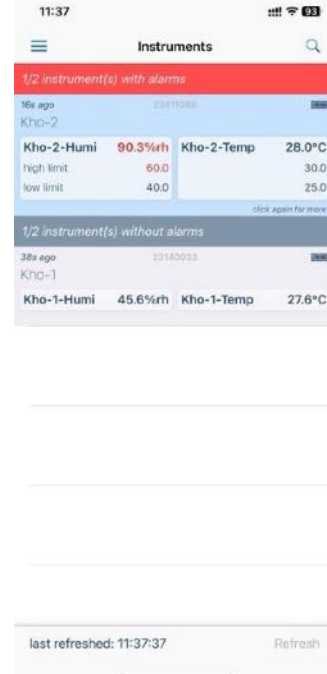 11:37
93
Instruments
1/2 instrument(s) with alarms
16s ago
Kho-2
Kho-2-Humi 90.3%rh Kho-2-Temp 28.0°C
high limit 60.0 30.0
low limit 40.0 25.0
click again for more
1/2 instrument(s) without alarms
38s ago
Kho-1
Kho-1-Humi 45.6%rh Kho-1-Temp 27.6°C
last refreshed: 11:37:37 Refresh